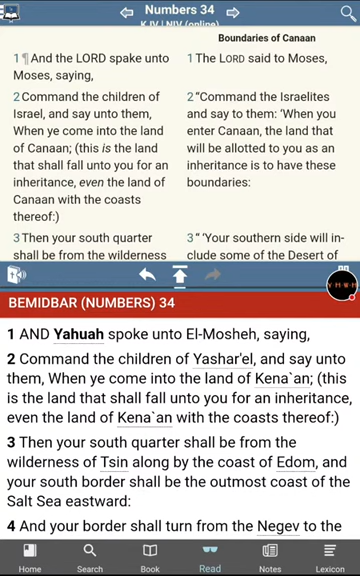 Numbers 34
KJV | NIV (online)
1¶ And the LORD spake unto
Moses, saying,
2 Command the children of
Israel, and say unto them,
When ye come into the land
of Canaan; (this is the land
that shall fall unto you for an
inheritance, even the land of
Canaan with the coasts
thereof:)
3 Then your south quarter
shall be from the wilderness
Boundaries of Canaan
1 The LORD said to Moses,
2 “Command the Israelites
and say to them: ‘When you
enter Canaan, the land that
will be allotted to you as an
inheritance is to have these
boundaries:
3 “ ‘Your southern side will in-
clude some of the Desert of
Y·M·W·M
BEMIDBAR (NUMBERS) 34
1 AND Yahuah spoke unto El-Mosheh, saying,
2 Command the children of Yashar'el, and say unto
them, When ye come into the land of Kena`an; (this
is the land that shall fall unto you for an inheritance,
even the land of Kena`an with the coasts thereof:)
3 Then your south quarter shall be from the
wilderness of Tsin along by the coast of Edom, and
your south border shall be the outmost coast of the
Salt Sea eastward:
4 And your border shall turn from the Negev to the
Home
Search
Book
Read
Notes
Lexicon